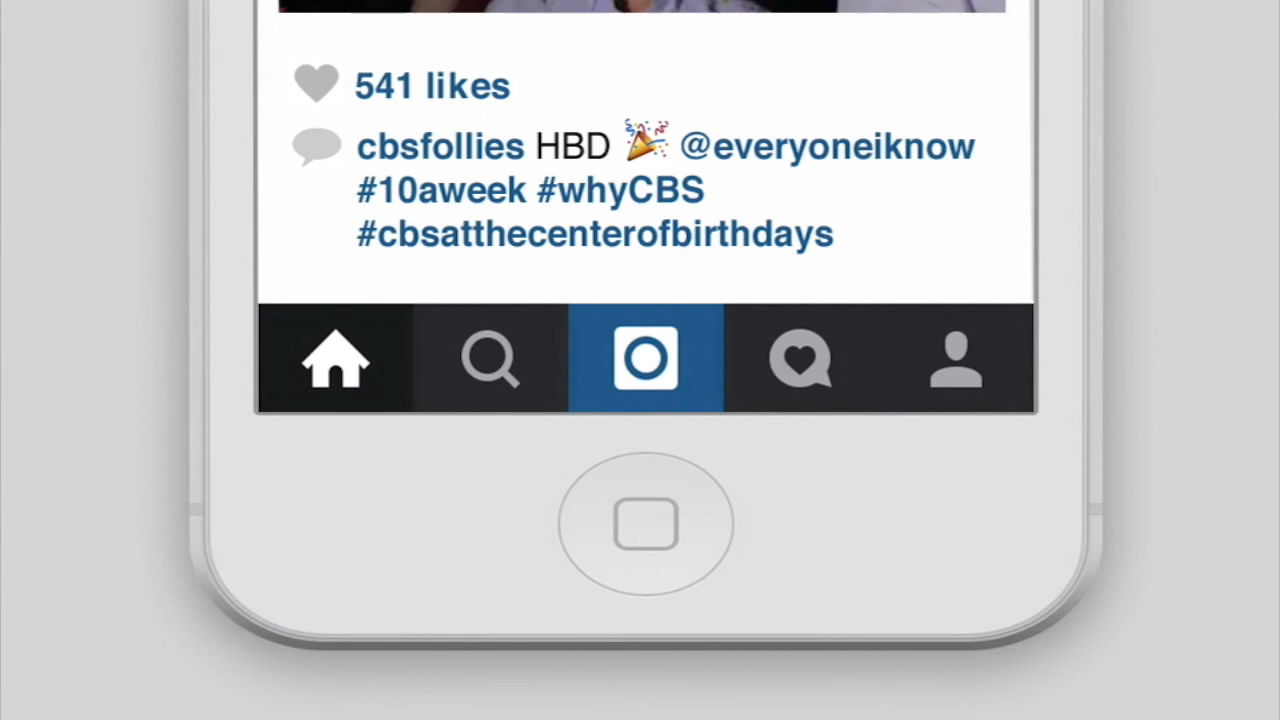 541 likes
cbsfollies HBD 🎉 @everyoneiknow
#10aweek #whyCBS
#cbsatthecenterofbirthdays